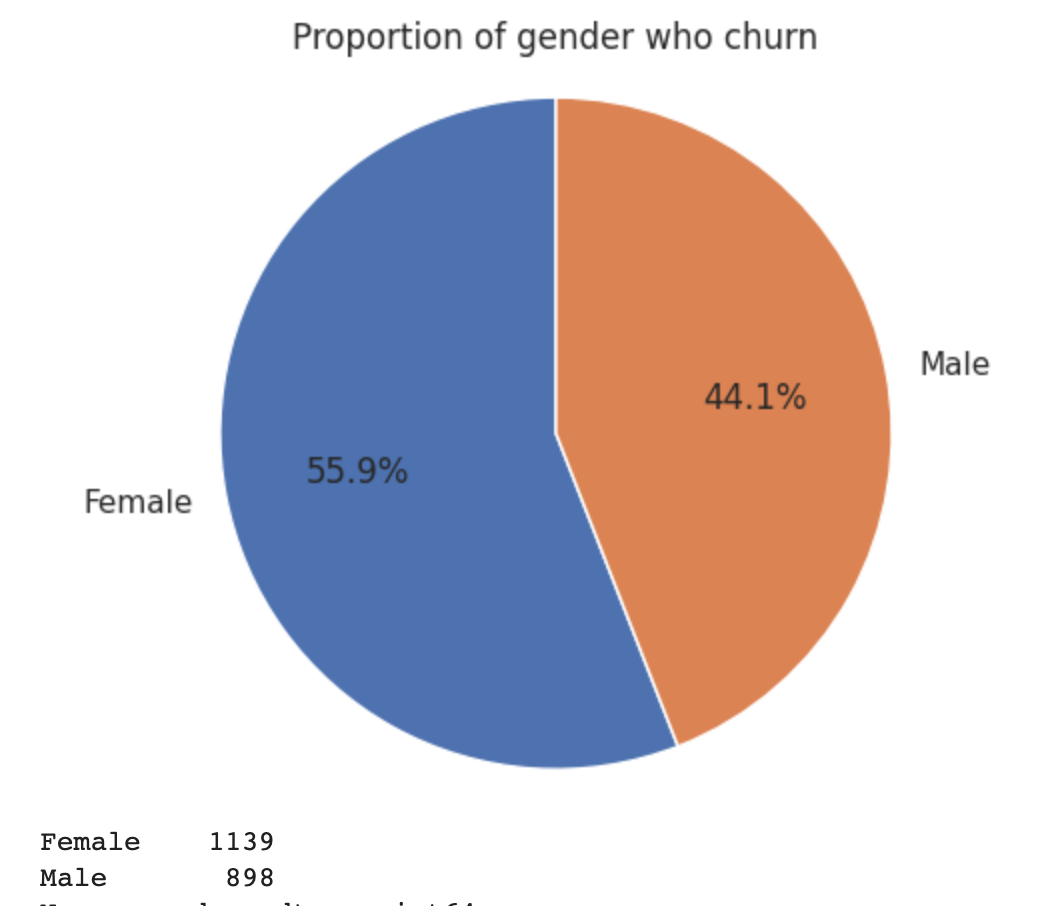 Proportion of gender who churn
Male
44.1%
55.9%
Female
Female 1139
Male 898